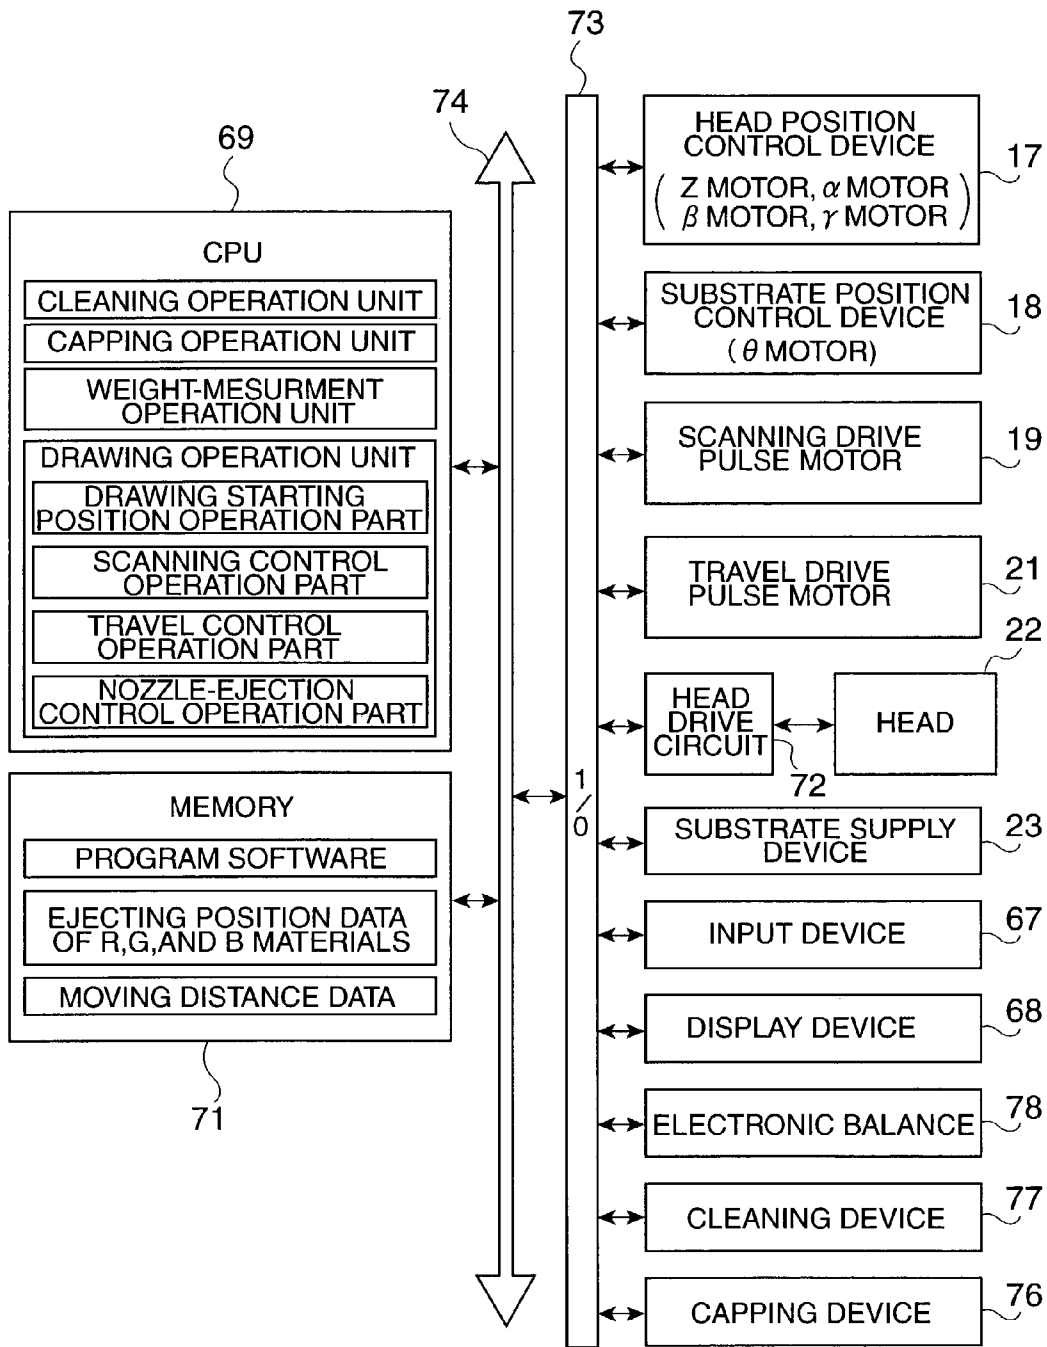 73
74
69
CPU
CLEANING OPERATION UNIT
CAPPING OPERATION UNIT
WEIGHT-MESURMENT
OPERATION UNIT
DRAWING OPERATION UNIT
DRAWING STARTING
POSITION OPERATION PART
SCANNING CONTROL
OPERATION PART
TRAVEL CONTROL
OPERATION PART
NOZZLE-EJECTION
CONTROL OPERATION PART
MEMORY
PROGRAM SOFTWARE
EJECTING POSITION DATA
OF R,G,AND B MATERIALS
MOVING DISTANCE DATA
71
1/0
HEAD POSITION
CONTROL DEVICE
( Z MOTOR, α MOTOR
β MOTOR, γ MOTOR )
17
SUBSTRATE POSITION
CONTROL DEVICE
(θ MOTOR)
18
SCANNING DRIVE
PULSE MOTOR
19
TRAVEL DRIVE
PULSE MOTOR
21
22
HEAD
DRIVE
CIRCUIT
72
HEAD
SUBSTRATE SUPPLY
DEVICE
23
INPUT DEVICE
67
DISPLAY DEVICE
68
ELECTRONIC BALANCE
78
CLEANING DEVICE
77
CAPPING DEVICE
76